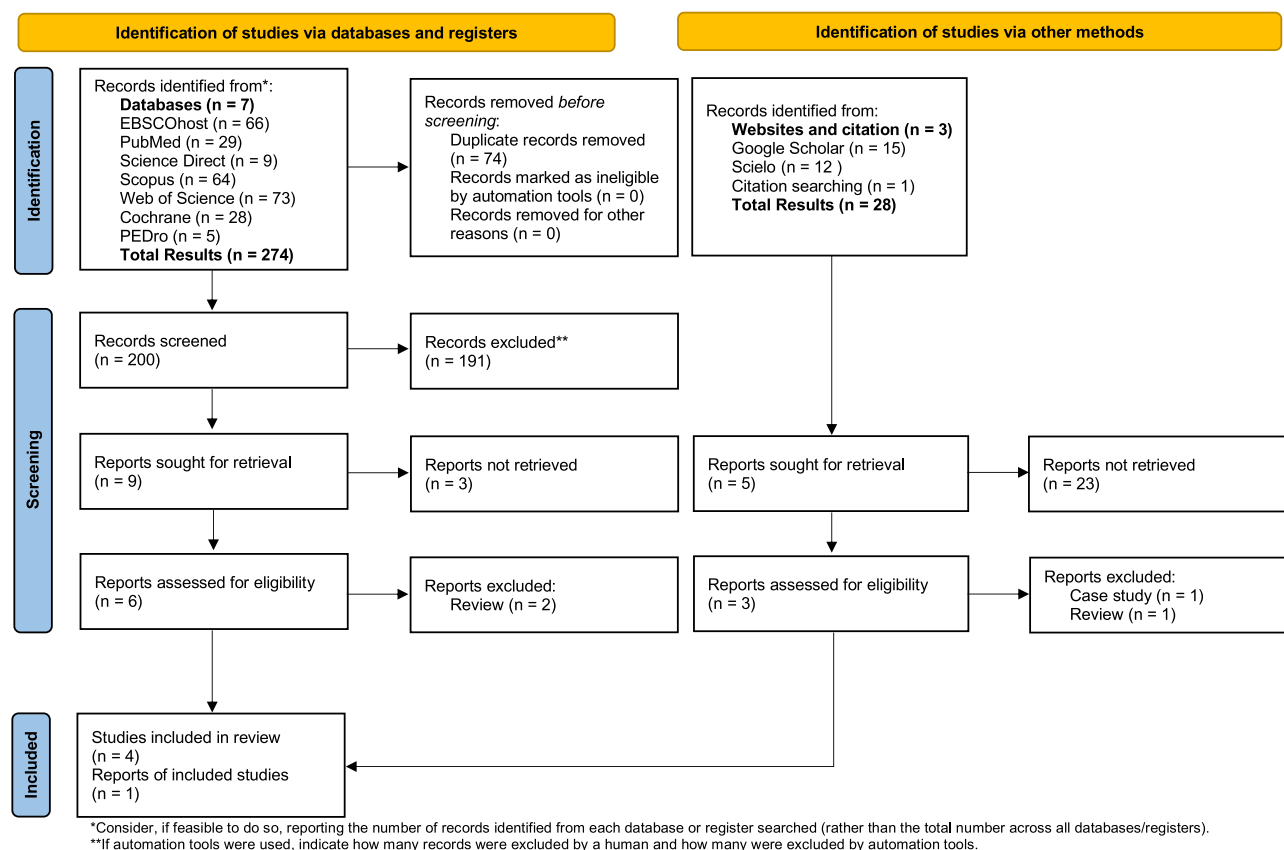 Identification of studies via databases and registers
Identification of studies via other methods
Identification
Records identified from*:
Databases (n = 7)
EBSCOhost (n = 66)
PubMed (n = 29)
Science Direct (n = 9)
Scopus (n = 64)
Web of Science (n = 73)
Cochrane (n = 28)
PEDro (n = 5)
Total Results (n = 274)
Records removed before
screening:
Duplicate records removed
(n = 74)
Records marked as ineligible
by automation tools (n = 0)
Records removed for other
reasons (n = 0)
Records identified from:
Websites and citation (n = 3)
Google Scholar (n = 15)
Scielo (n = 12 )
Citation searching (n = 1)
Total Results (n = 28)
Screening
Records screened
(n = 200)
Records excluded**
(n = 191)
Reports sought for retrieval
(n = 9)
Reports not retrieved
(n = 3)
Reports sought for retrieval
(n = 5)
Reports not retrieved
(n = 23)
Reports assessed for eligibility
(n = 6)
Reports excluded:
Review (n = 2)
Reports assessed for eligibility
(n = 3)
Reports excluded:
Case study (n = 1)
Review (n = 1)
Included
Studies included in review
(n = 4)
Reports of included studies
(n = 1)
*Consider, if feasible to do so, reporting the number of records identified from each database or register searched (rather than the total number across all databases/registers).
**If automation tools were used, indicate how many records were excluded by a human and how many were excluded by automation tools.